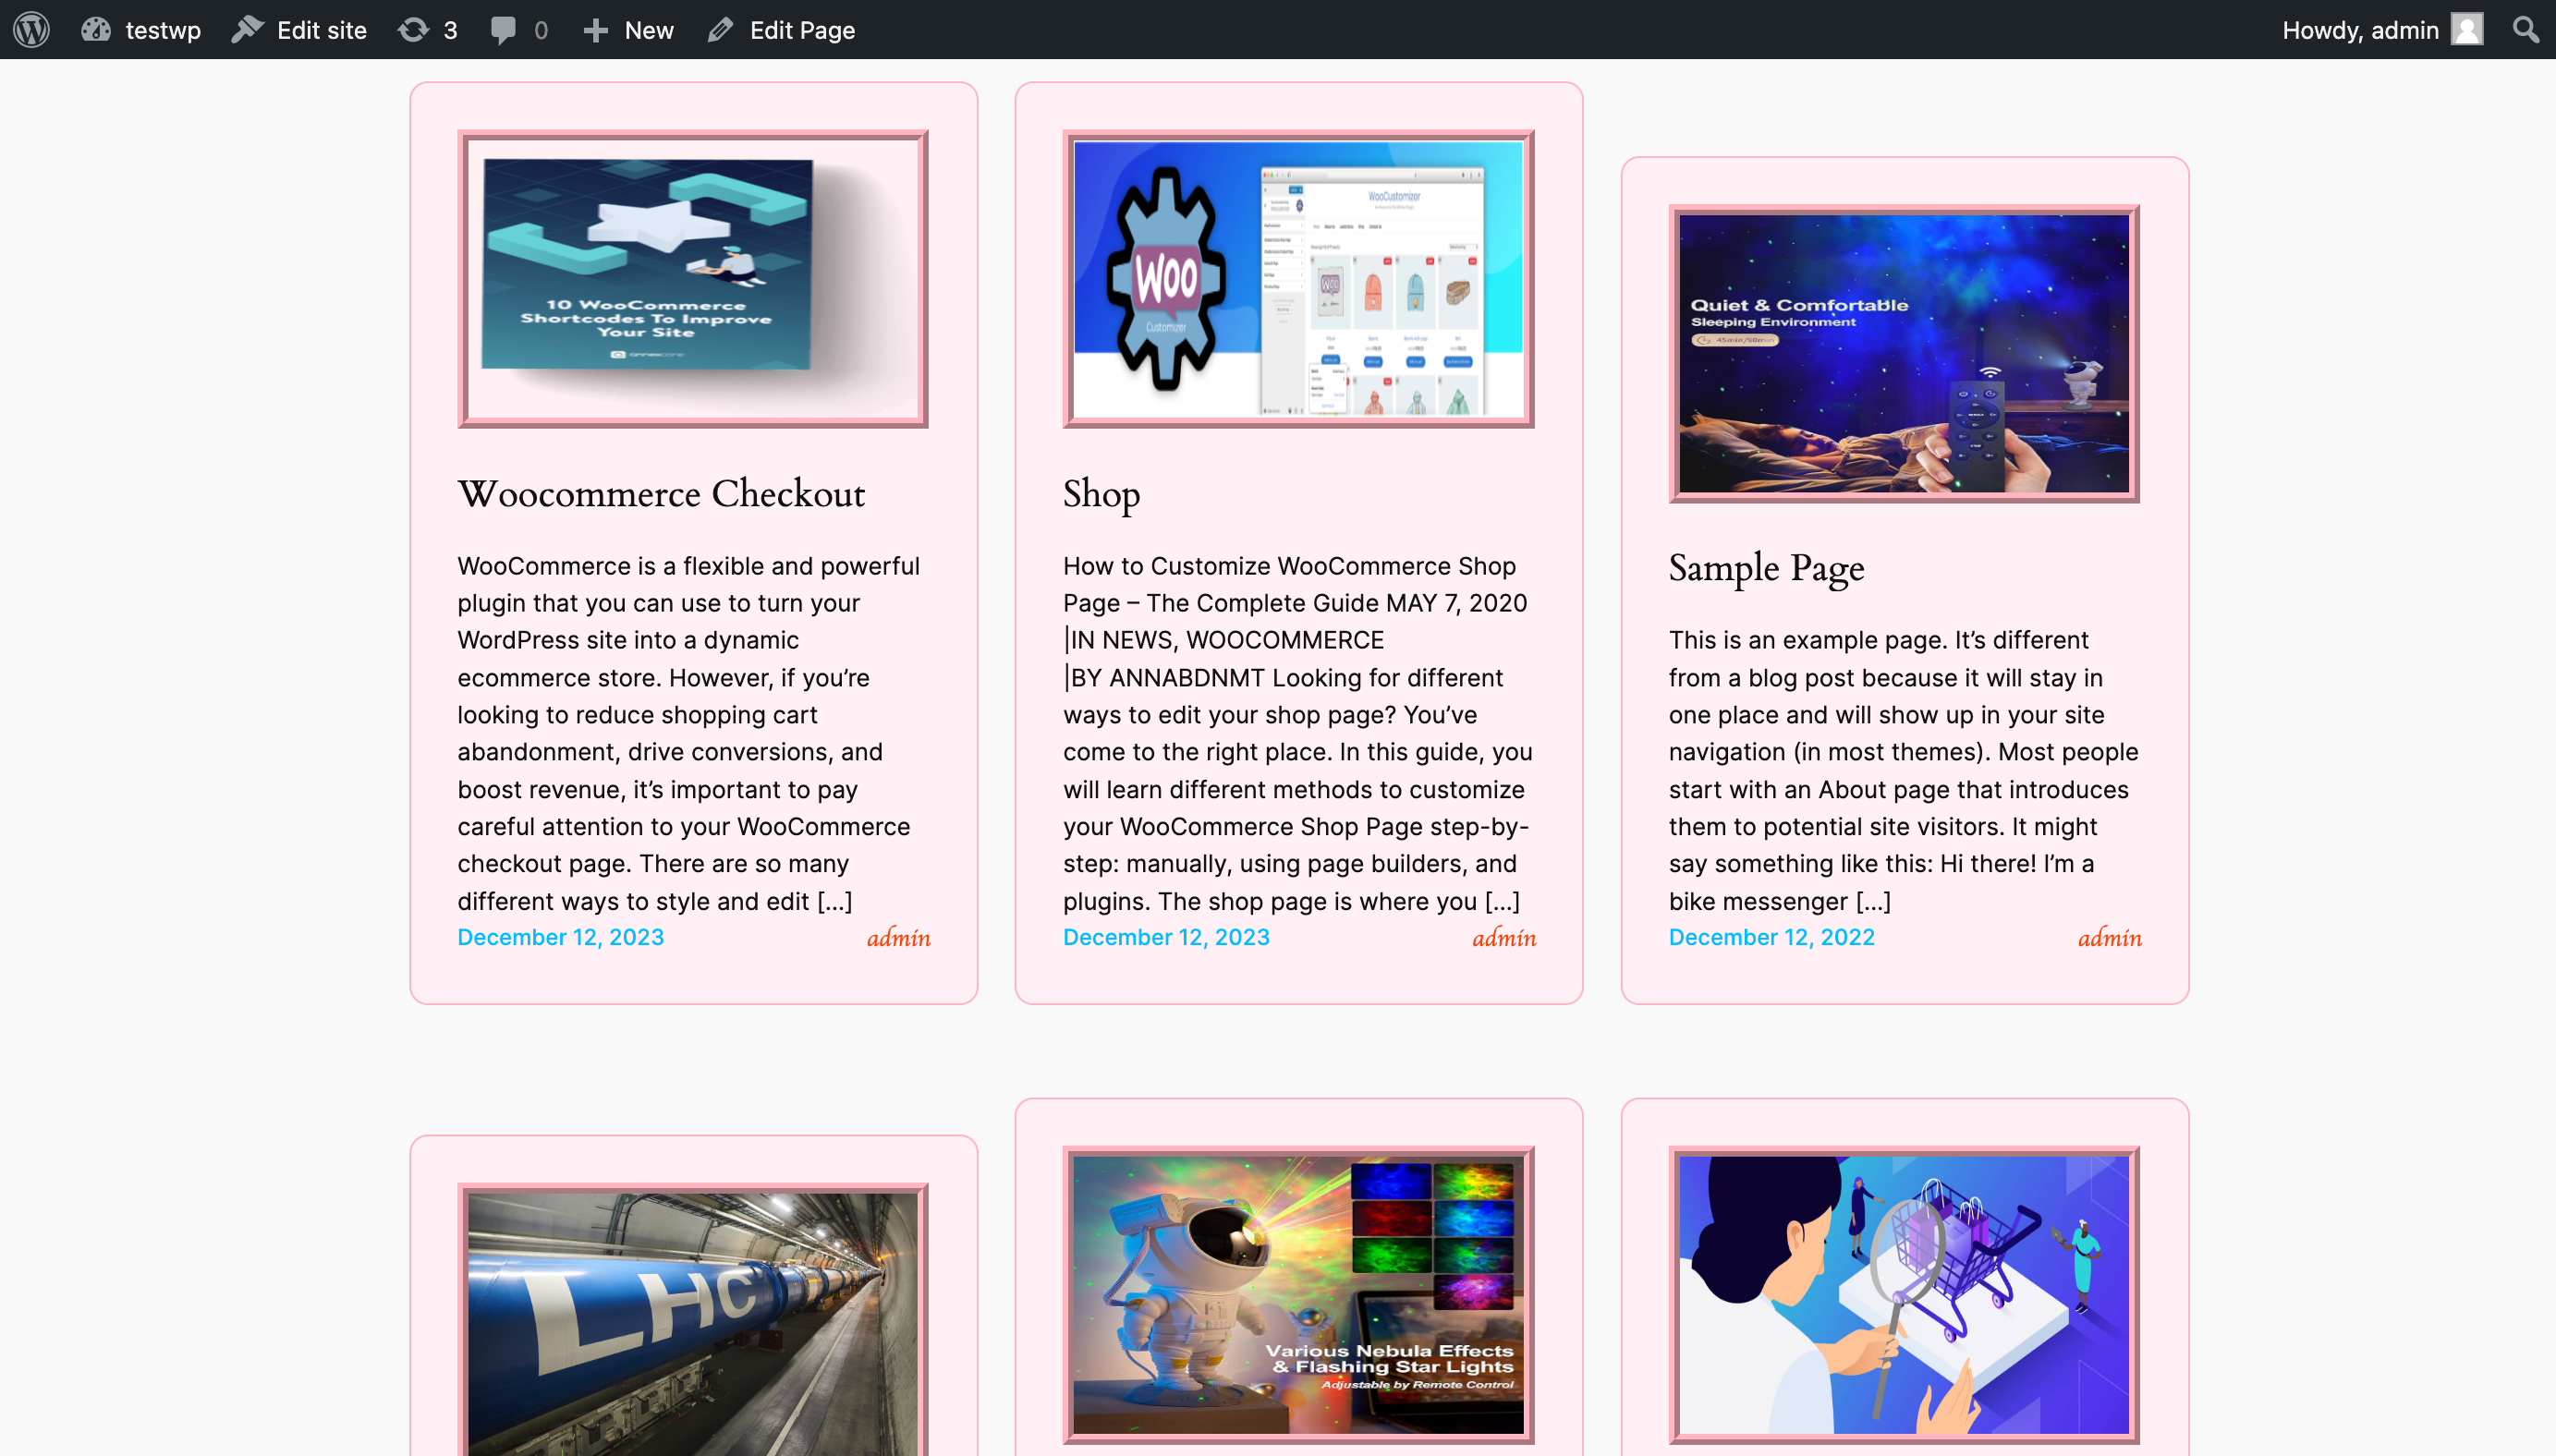 testwp Edit site 3 0 New Edit Page Howdy, admin
10 WooCommerce
Shortcodes To Improve
Your Site
Woocommerce Checkout
WooCommerce is a flexible and powerful
plugin that you can use to turn your
WordPress site into a dynamic
ecommerce store. However, if you’re
looking to reduce shopping cart
abandonment, drive conversions, and
boost revenue, it’s important to pay
careful attention to your WooCommerce
checkout page. There are so many
different ways to style and edit […]
December 12, 2023 admin
WOO
Customizer
WooCustomizer
Shop
How to Customize WooCommerce Shop
Page – The Complete Guide MAY 7, 2020
|IN NEWS, WOOCOMMERCE
|BY ANNABDNMT Looking for different
ways to edit your shop page? You’ve
come to the right place. In this guide, you
will learn different methods to customize
your WooCommerce Shop Page step-by-
step: manually, using page builders, and
plugins. The shop page is where you […]
December 12, 2023 admin
Quiet & Comfortable
Sleeping Environment
45min/90min
Sample Page
This is an example page. It’s different
from a blog post because it will stay in
one place and will show up in your site
navigation (in most themes). Most people
start with an About page that introduces
them to potential site visitors. It might
say something like this: Hi there! I’m a
bike messenger […]
December 12, 2022 admin
LHC
Various Nebula Effects
& Flashing Star Lights
Adjustable by Remote Control